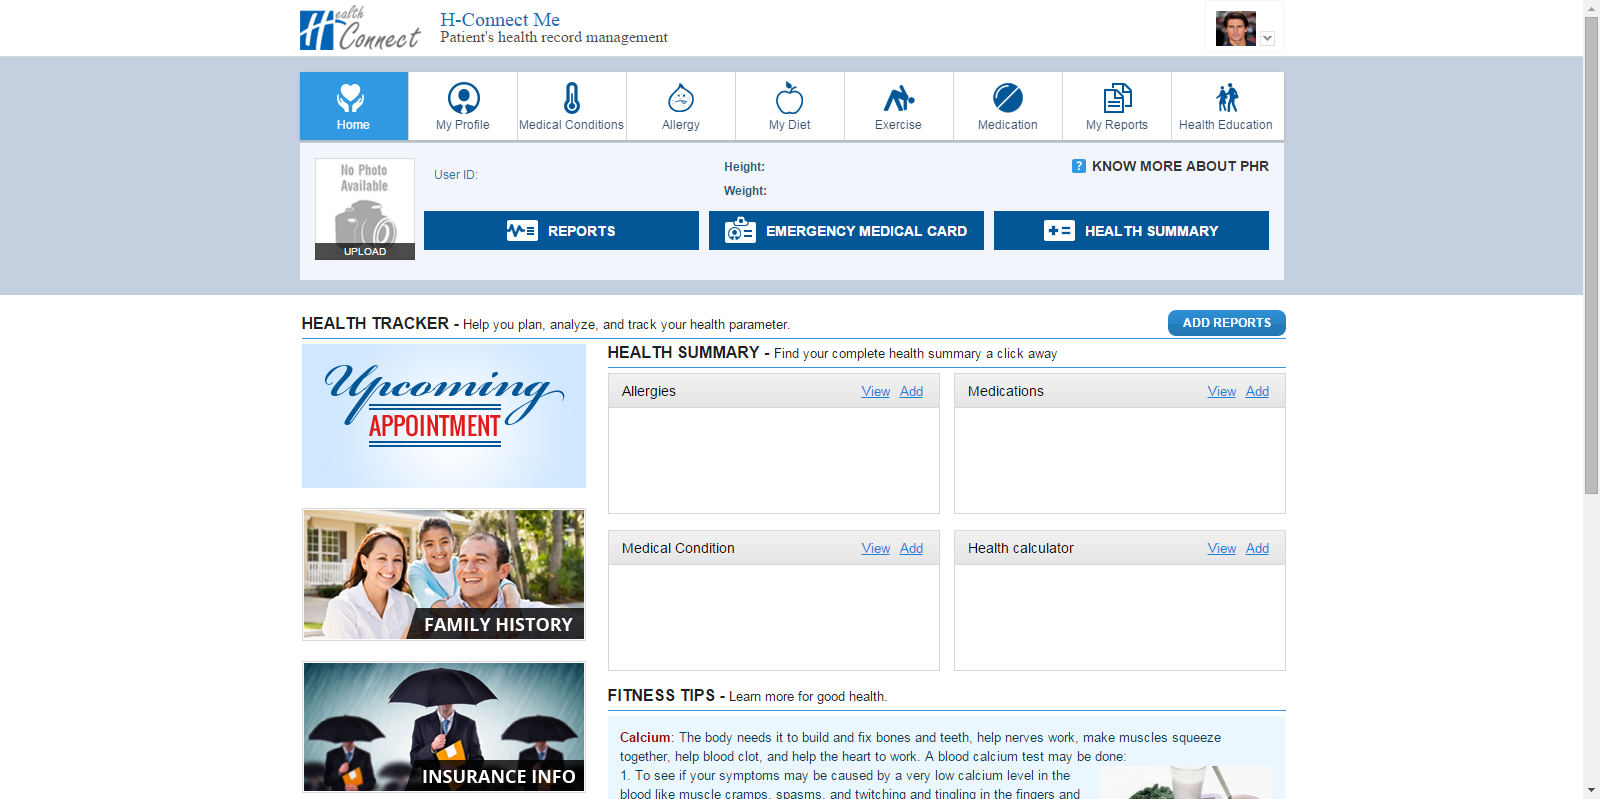 Health Connect
H-Connect Me
Patient's health record management
Home
My Profile
Medical Conditions
Allergy
My Diet
Exercise
Medication
My Reports
Health Education
No Photo
Available
UPLOAD
User ID:
Height:
Weight:
? KNOW MORE ABOUT PHR
REPORTS
EMERGENCY MEDICAL CARD
HEALTH SUMMARY
HEALTH TRACKER - Help you plan, analyze, and track your health parameter.
ADD REPORTS
Upcoming
APPOINTMENT
FAMILY HISTORY
INSURANCE INFO
HEALTH SUMMARY - Find your complete health summary a click away
Allergies View Add
Medications View Add
Medical Condition View Add
Health calculator View Add
FITNESS TIPS - Learn more for good health.
Calcium: The body needs it to build and fix bones and teeth, help nerves work, make muscles squeeze
together, help blood clot, and help the heart to work. A blood calcium test may be done:
1. To see if your symptoms may be caused by a very low calcium level in the
blood like muscle cramps, spasms, and twitching and tingling in the fingers and